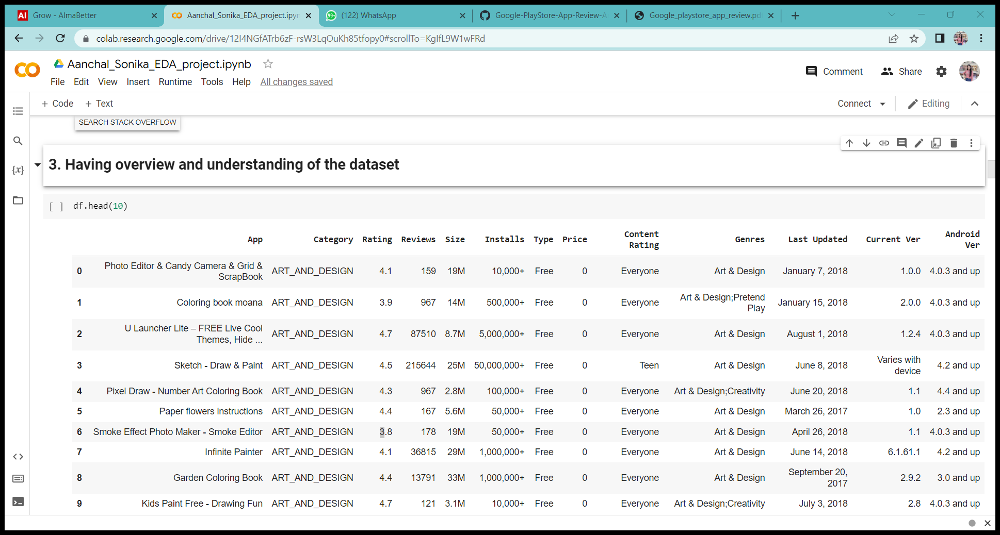 AI Grow - AlmaBetter
Aanchal_Sonika_EDA_project.ipyn
99+ (122) WhatsApp
Google-PlayStore-App-Review-A
Google_playstore_app_review.pd
colab.research.google.com/drive/12I4NGfATrb6zF-rsW3LqOuKh85tfopy0#scrollTo=KgIfL9W1wFRd
CO Aanchal_Sonika_EDA_project.ipynb
Comment Share
File Edit View Insert Runtime Tools Help All changes saved
+ Code + Text Connect Editing
SEARCH STACK OVERFLOW
3. Having overview and understanding of the dataset
{x}
[ ] df.head(10)
App Category Rating Reviews Size Installs Type Price Content Rating Genres Last Updated Current Ver Android Ver
0 Photo Editor & Candy Camera & Grid & ScrapBook ART_AND_DESIGN 4.1 159 19M 10,000+ Free 0 Everyone Art & Design January 7, 2018 1.0.0 4.0.3 and up
1 Coloring book moana ART_AND_DESIGN 3.9 967 14M 500,000+ Free 0 Everyone Art & Design;Pretend Play January 15, 2018 2.0.0 4.0.3 and up
2 U Launcher Lite – FREE Live Cool Themes, Hide ... ART_AND_DESIGN 4.7 87510 8.7M 5,000,000+ Free 0 Everyone Art & Design August 1, 2018 1.2.4 4.0.3 and up
3 Sketch - Draw & Paint ART_AND_DESIGN 4.5 215644 25M 50,000,000+ Free 0 Teen Art & Design June 8, 2018 Varies with device 4.2 and up
4 Pixel Draw - Number Art Coloring Book ART_AND_DESIGN 4.3 967 2.8M 100,000+ Free 0 Everyone Art & Design;Creativity June 20, 2018 1.1 4.4 and up
5 Paper flowers instructions ART_AND_DESIGN 4.4 167 5.6M 50,000+ Free 0 Everyone Art & Design March 26, 2017 1.0 2.3 and up
6 Smoke Effect Photo Maker - Smoke Editor ART_AND_DESIGN 3.8 178 19M 50,000+ Free 0 Everyone Art & Design April 26, 2018 1.1 4.0.3 and up
7 Infinite Painter ART_AND_DESIGN 4.1 36815 29M 1,000,000+ Free 0 Everyone Art & Design June 14, 2018 6.1.61.1 4.2 and up
8 Garden Coloring Book ART_AND_DESIGN 4.4 13791 33M 1,000,000+ Free 0 Everyone Art & Design September 20, 2017 2.9.2 3.0 and up
9 Kids Paint Free - Drawing Fun ART_AND_DESIGN 4.7 121 3.1M 10,000+ Free 0 Everyone Art & Design;Creativity July 3, 2018 2.8 4.0.3 and up